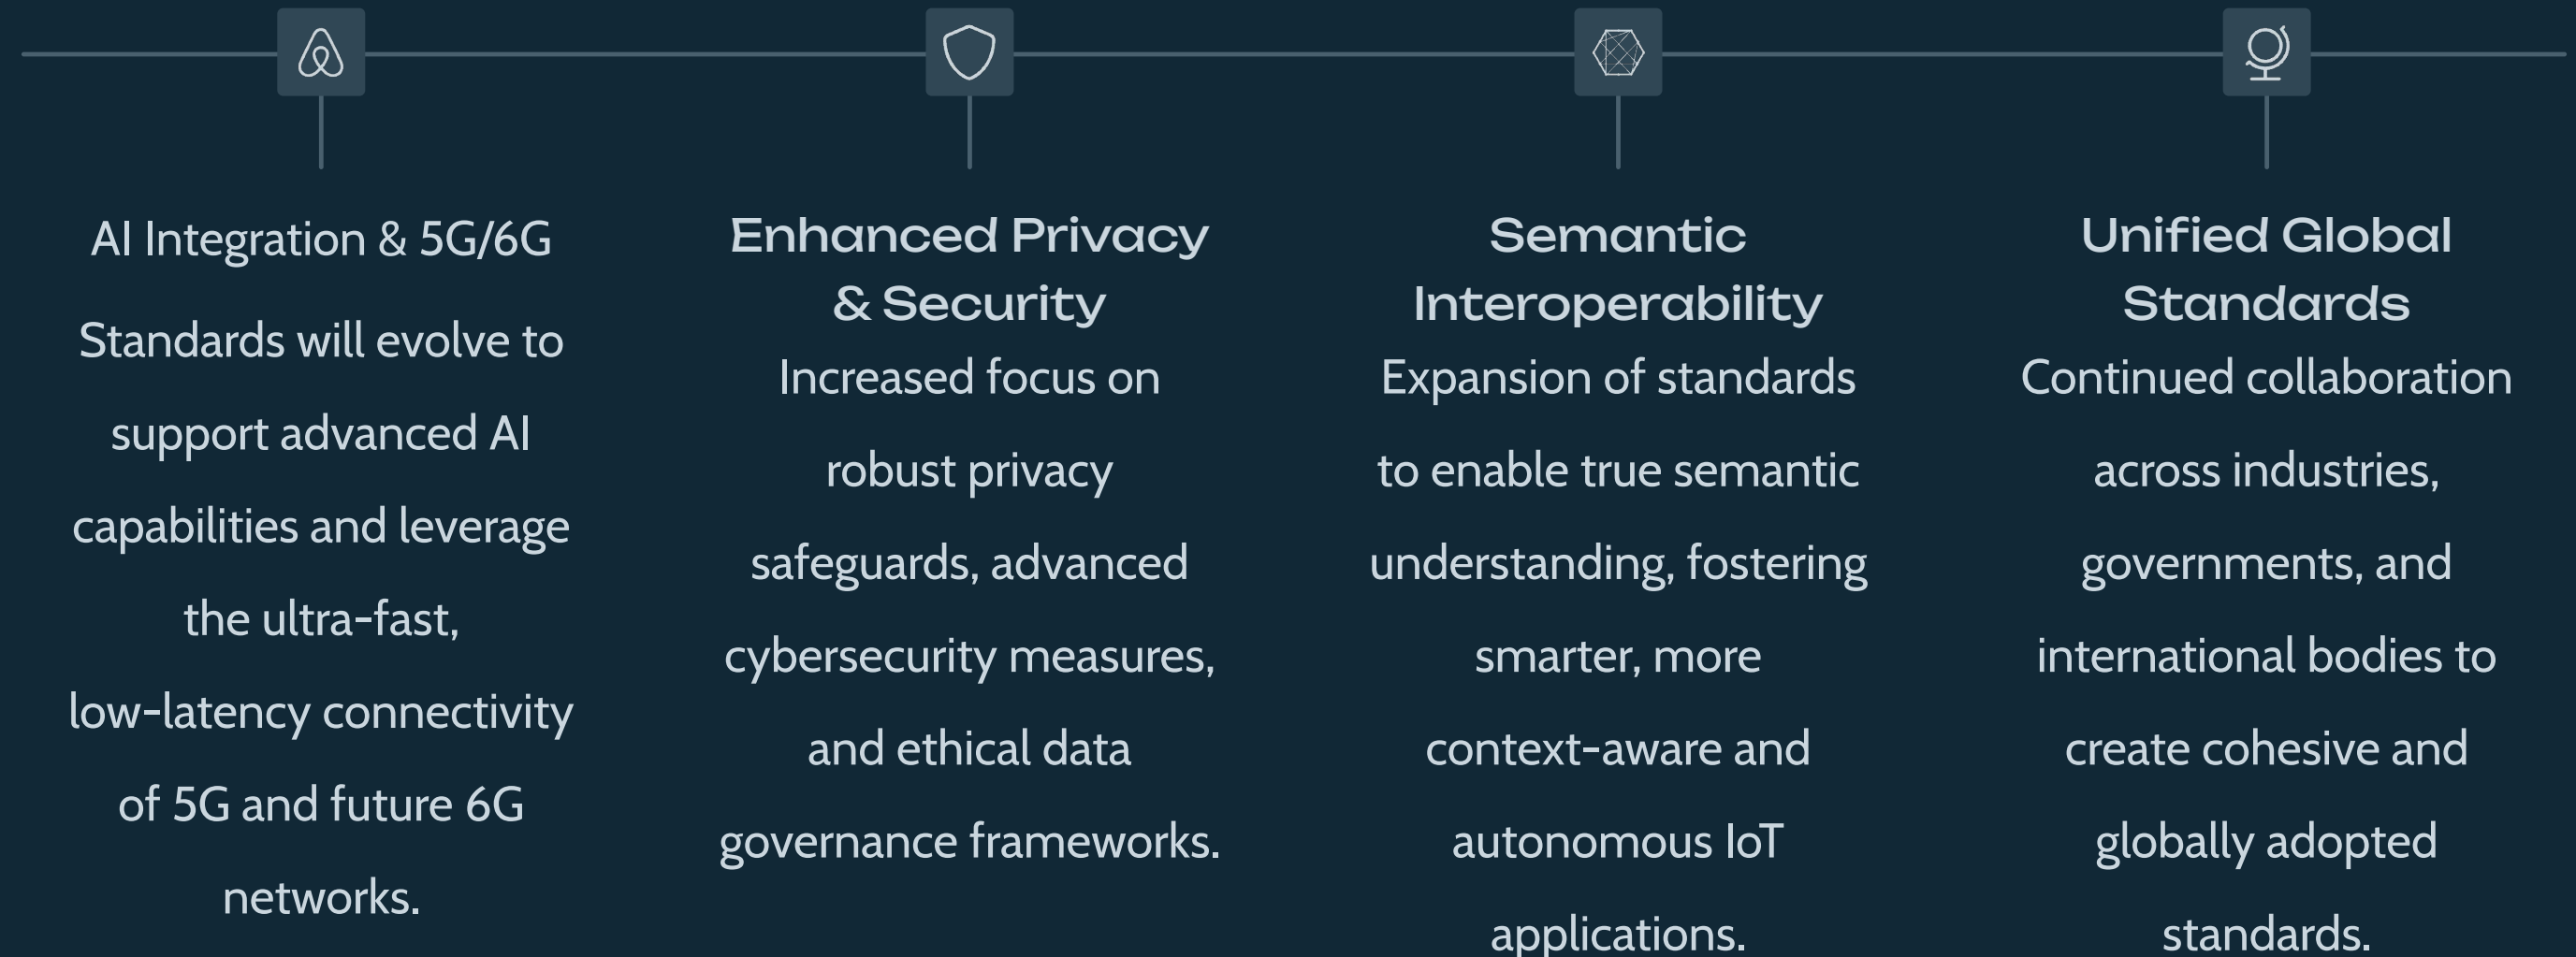 AI Integration & 5G/6G
Standards will evolve to
support advanced AI
capabilities and leverage
the ultra-fast,
low-latency connectivity
of 5G and future 6G
networks.
Enhanced Privacy
& Security
Increased focus on
robust privacy
safeguards, advanced
cybersecurity measures,
and ethical data
governance frameworks.
Semantic
Interoperability
Expansion of standards
to enable true semantic
understanding, fostering
smarter, more
context-aware and
autonomous IoT
applications.
Unified Global
Standards
Continued collaboration
across industries,
governments, and
international bodies to
create cohesive and
globally adopted
standards.